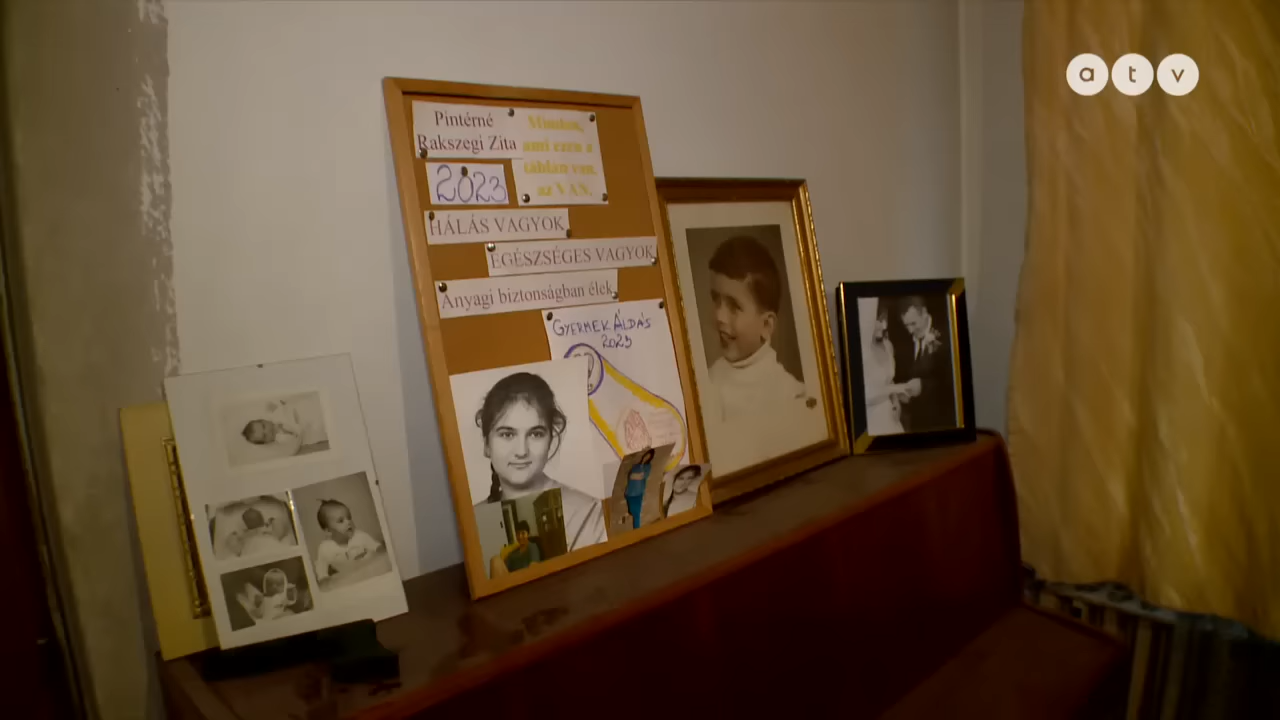 atv
Pintérné
Rakszegi Zita
Minden,
ami ezen a
táblán van,
az VAN.
2023
HÁLÁS VAGYOK
EGÉSZSÉGES VAGYOK
Anyagi biztonságban élek
GYERMEK ÁLDÁS
2023